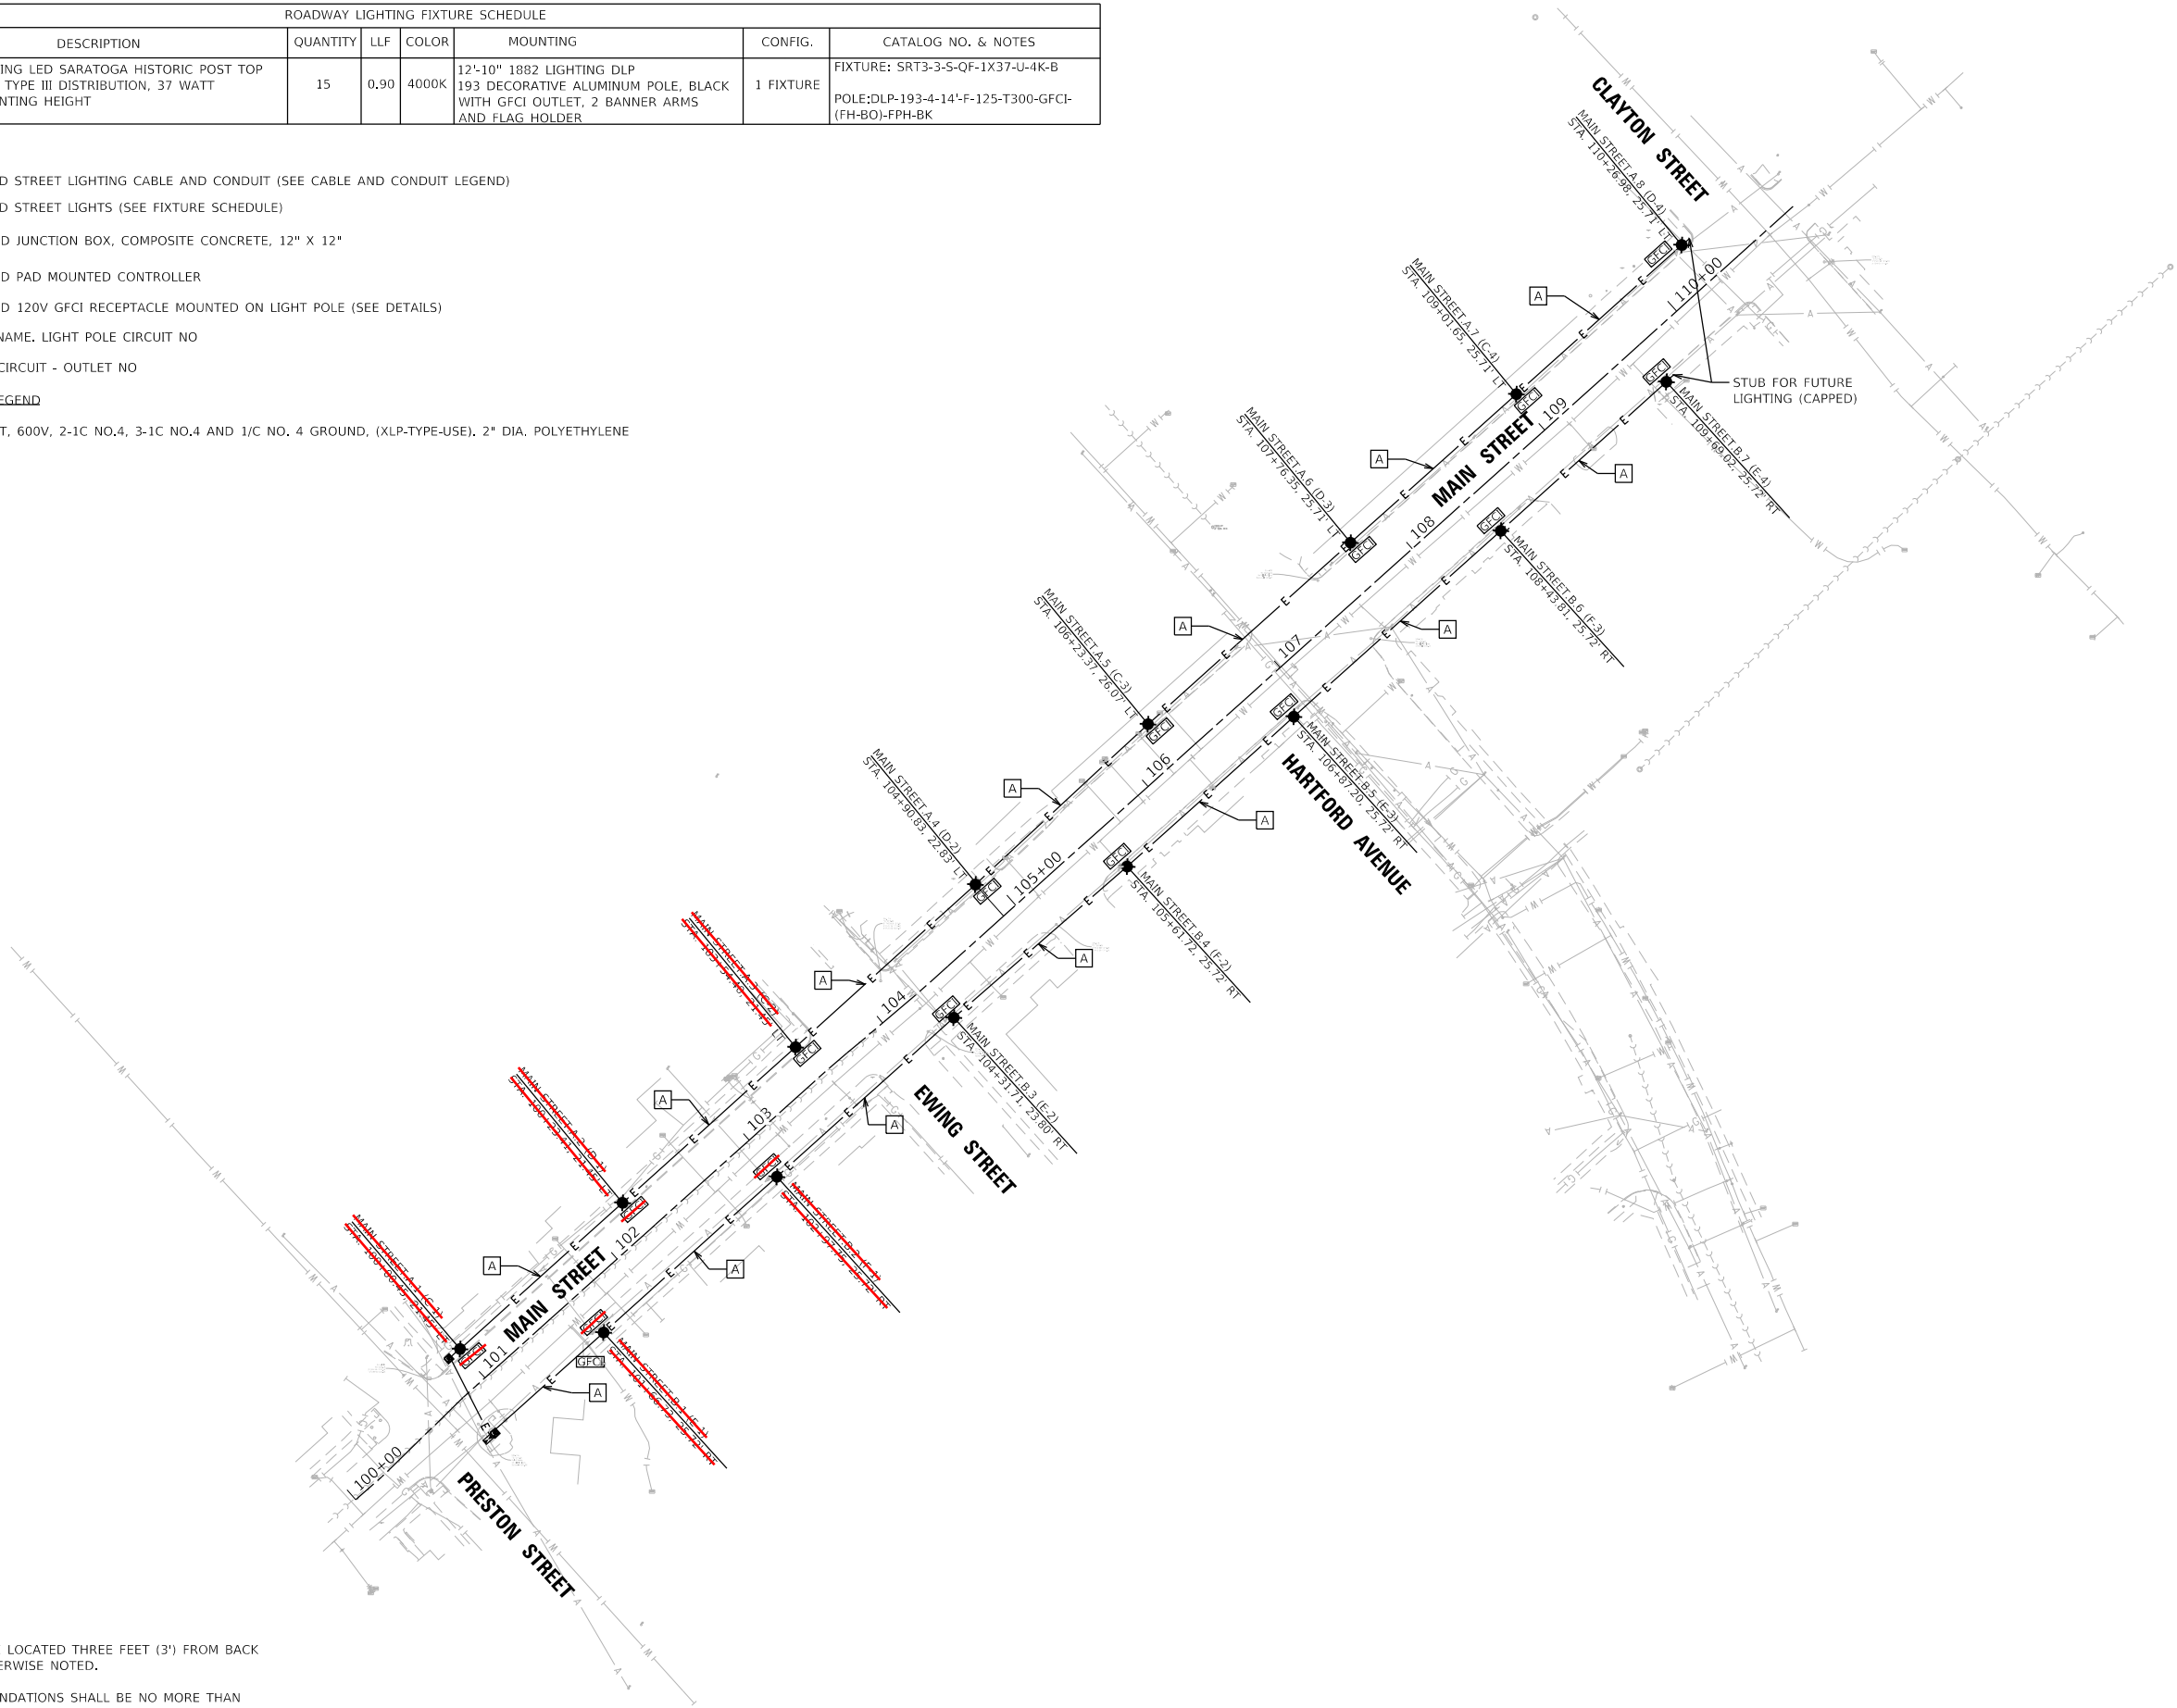 ROADWAY LIGHTING FIXTURE SCHEDULE
DESCRIPTION QUANTITY LLF COLOR MOUNTING CONFIG. CATALOG NO. & NOTES
ING LED SARATOGA HISTORIC POST TOP
TYPE III DISTRIBUTION, 37 WATT
NTING HEIGHT
15
0.90
4000K
12'-10" 1882 LIGHTING DLP
193 DECORATIVE ALUMINUM POLE, BLACK
WITH GFCI OUTLET, 2 BANNER ARMS
AND FLAG HOLDER
1 FIXTURE
FIXTURE: SRT3-3-S-QF-1X37-U-4K-B
POLE:DLP-193-4-14'-F-125-T300-GFCI-
(FH-BO)-FPH-BK
D STREET LIGHTING CABLE AND CONDUIT (SEE CABLE AND CONDUIT LEGEND)
D STREET LIGHTS (SEE FIXTURE SCHEDULE)
D JUNCTION BOX, COMPOSITE CONCRETE, 12" X 12"
D PAD MOUNTED CONTROLLER
D 120V GFCI RECEPTACLE MOUNTED ON LIGHT POLE (SEE DETAILS)
NAME. LIGHT POLE CIRCUIT NO
CIRCUIT - OUTLET NO
EGEND
T, 600V, 2-1C NO.4, 3-1C NO.4 AND 1/C NO. 4 GROUND, (XLP-TYPE-USE). 2" DIA. POLYETHYLENE
CLAYTON STREET
MAIN STREET.A.8 (D-4)
STA. 110+26.98, 25.71' LT
GFCI
110+00
A
MAIN STREET.A.7 (C-4)
STA. 109+01.65, 25.71' LT
GFCI
109
STUB FOR FUTURE
LIGHTING (CAPPED)
GFCI
MAIN STREET.B.7 (E-4)
STA. 109+69.02, 25.72' RT
A
MAIN STREET
A
MAIN STREET.A.6 (D-3)
STA. 107+76.35, 25.71' LT
GFCI
108
GFCI
MAIN STREET.B.6 (F-3)
STA. 108+43.81, 25.72' RT
A
A
MAIN STREET.A.5 (C-3)
STA. 106+23.37, 26.07' LT
GFCI
107
GFCI
MAIN STREET.B.5 (E-3)
STA. 106+87.20, 25.72' RT
HARTFORD AVENUE
A
106
A
MAIN STREET.A.4 (D-2)
STA. 104+90.83, 22.83' LT
GFCI
105+00
GFCI
MAIN STREET.B.4 (F-2)
STA. 105+61.72, 25.72' RT
A
A
104
GFCI
MAIN STREET.B.3 (E-2)
STA. 104+31.71, 23.80' RT
EWING STREET
GFCI
A
103
A
102
A
MAIN STREET
A
101
GFCI
A
100+00
PRESTON STREET
LOCATED THREE FEET (3') FROM BACK
ERWISE NOTED.
NDATIONS SHALL BE NO MORE THAN